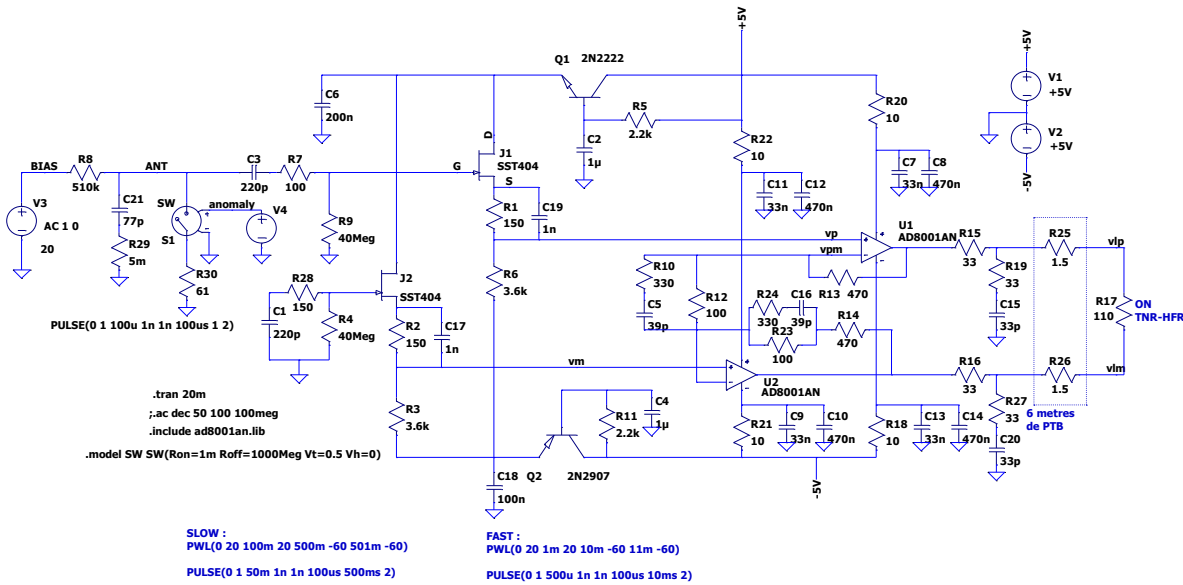 +5V
Q1 2N2222
R5
2.2k
C6
200n
C2
1µ
R22
10
R20
10
C7
33n
C8
470n
C11
33n
C12
470n
+5V
V1
+5V
V2
+5V
-5V
BIAS
R8
510k
ANT
C3
220p
R7
100
G
D
J1
SST404
S
V3
AC 1 0
20
C21
77p
R29
5m
SW
S1
anomaly
V4
R30
61
PULSE(0 1 100u 1n 1n 100us 1 2)
R9
40Meg
R1
150
C19
1n
R6
3.6k
J2
SST404
R28
150
C1
220p
R4
40Meg
R2
150
C17
1n
vm
vp
vpm
U1
AD8001AN
R10
330
C5
39p
R12
100
R13 470
R24
330
C16
39p
R23
100
R14
470
U2
AD8001AN
R15
33
R19
33
C15
33p
R25
1.5
vlp
R17
110
ON
TNR-HFR
R16
33
R26
1.5
vlm
R27
33
C20
33p
6 metres
de PTB
R3
3.6k
R11
2.2k
C4
1µ
R21
10
C9
33n
C10
470n
R18
10
C13
33n
C14
470n
-5V
Q2 2N2907
C18
100n
.tran 20m
;.ac dec 50 100 100meg
.include ad8001an.lib
.model SW SW(Ron=1m Roff=1000Meg Vt=0.5 Vh=0)
SLOW :
PWL(0 20 100m 20 500m -60 501m -60)
PULSE(0 1 50m 1n 1n 100us 500ms 2)
FAST :
PWL(0 20 1m 20 10m -60 11m -60)
PULSE(0 1 500u 1n 1n 100us 10ms 2)